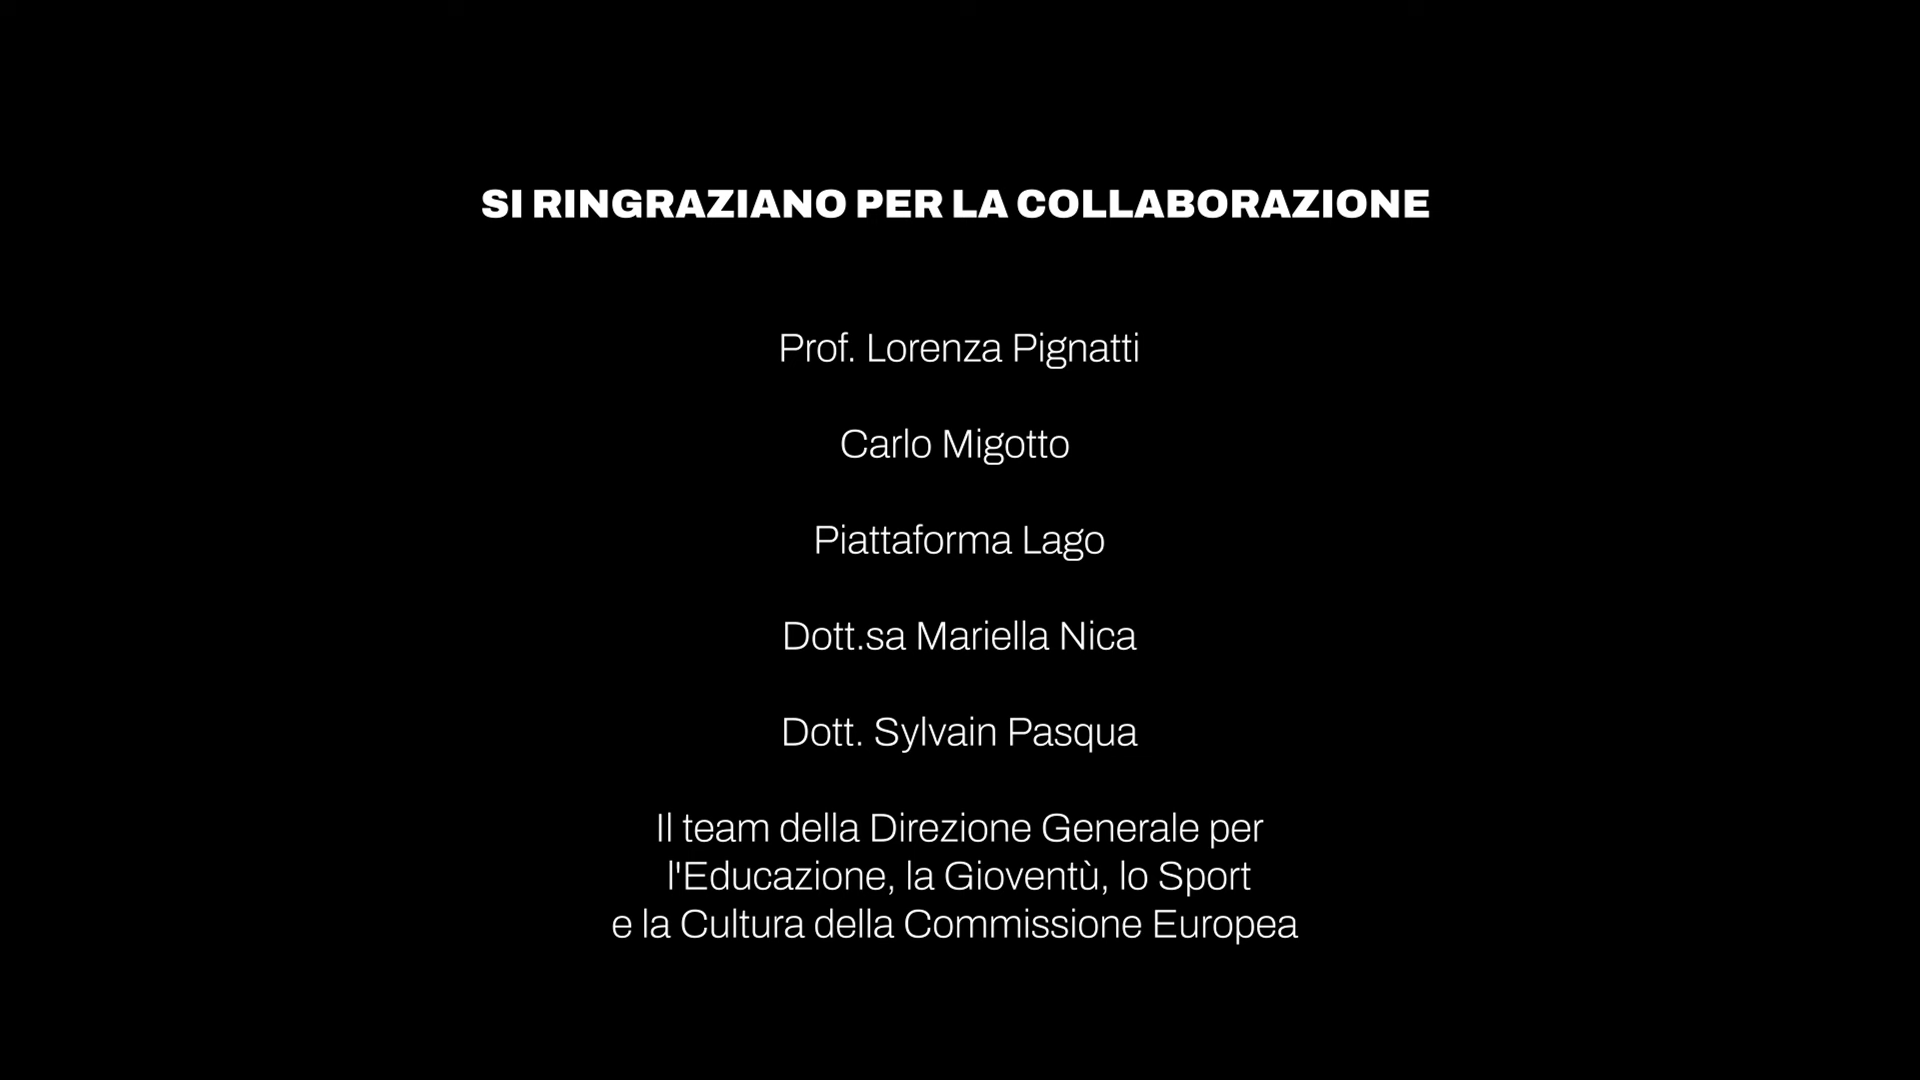 SI RINGRAZIANO PER LA COLLABORAZIONE
Prof. Lorenza Pignatti
Carlo Migotto
Piattaforma Lago
Dott.sa Mariella Nica
Dott. Sylvain Pasqua
Il team della Direzione Generale per
l'Educazione, la Gioventù, lo Sport
e la Cultura della Commissione Europea